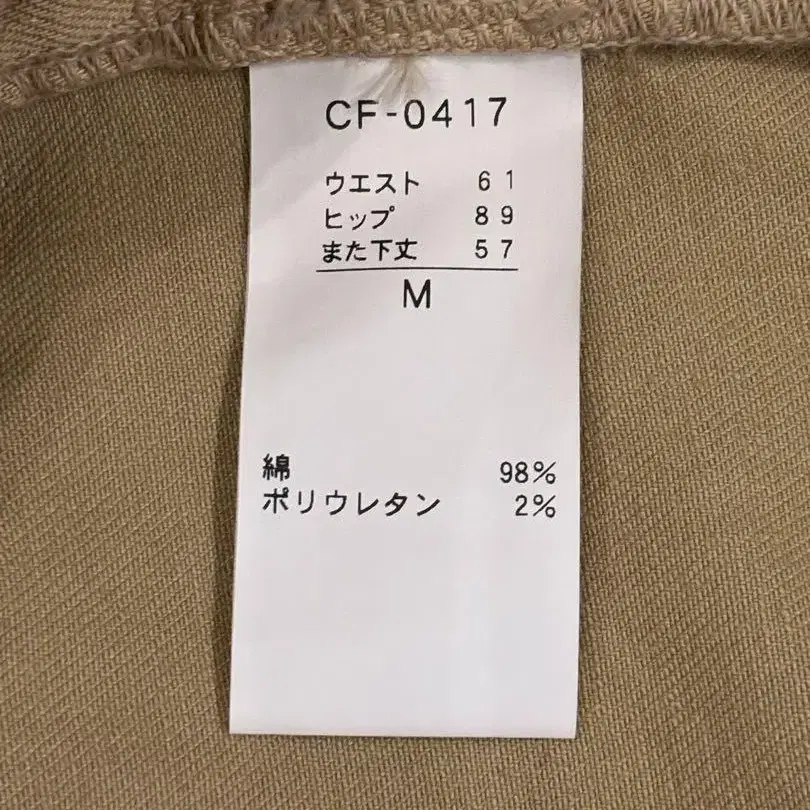 CF-0417
ウエスト 61
ヒップ 89
また下丈 57
M
綿 98%
ポリウレタン 2%